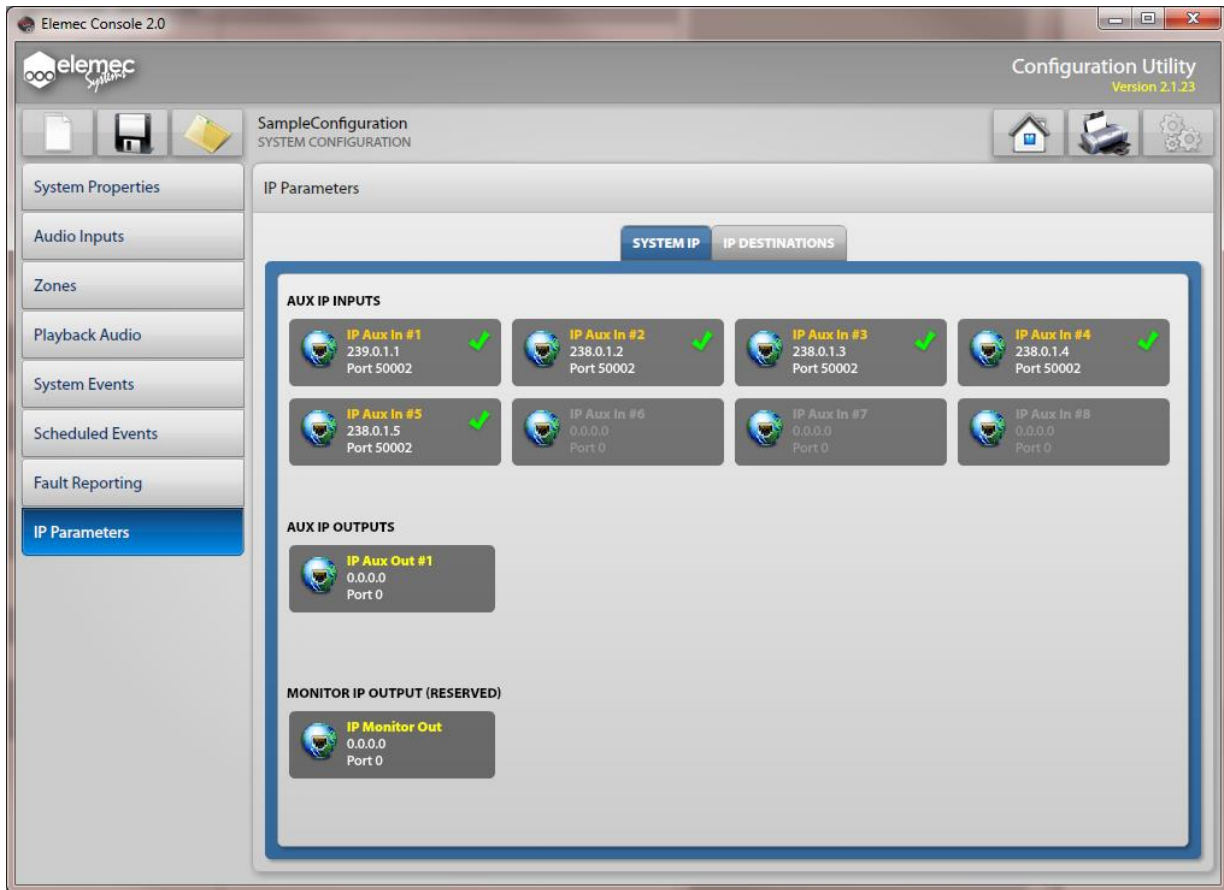 Elemec Console 2.0
elemec
Systems
Configuration Utility
Version 2.1.23
SampleConfiguration
SYSTEM CONFIGURATION
System Properties
Audio Inputs
Zones
Playback Audio
System Events
Scheduled Events
Fault Reporting
IP Parameters
IP Parameters
SYSTEM IP
IP DESTINATIONS
AUX IP INPUTS
IP Aux In #1
239.0.1.1
Port 50002
IP Aux In #2
238.0.1.2
Port 50002
IP Aux In #3
238.0.1.3
Port 50002
IP Aux In #4
238.0.1.4
Port 50002
IP Aux In #5
238.0.1.5
Port 50002
IP Aux In #6
0.0.0.0
Port 0
IP Aux In #7
0.0.0.0
Port 0
IP Aux In #8
0.0.0.0
Port 0
AUX IP OUTPUTS
IP Aux Out #1
0.0.0.0
Port 0
MONITOR IP OUTPUT (RESERVED)
IP Monitor Out
0.0.0.0
Port 0